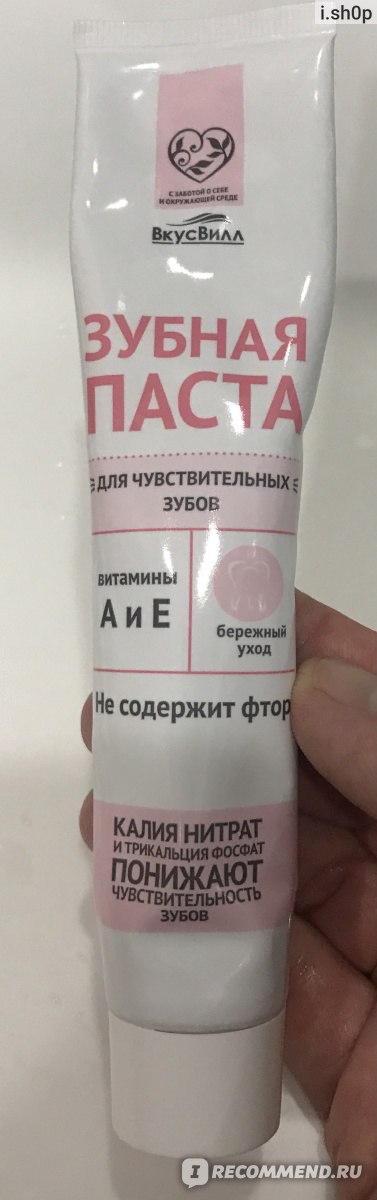 i.sh0p
С ЗАБОТОЙ О СЕБЕ
И ОКРУЖАЮЩЕЙ СРЕДЕ
ВкусВилл
ЗУБНАЯ
ПАСТА
ДЛЯ ЧУВСТВИТЕЛЬНЫХ
ЗУБОВ
витамины
А и Е
бережный
уход
Не содержит фтор
КАЛИЯ НИТРАТ
И ТРИКАЛЬЦИЯ ФОСФАТ
ПОНИЖАЮТ
ЧУВСТВИТЕЛЬНОСТЬ
ЗУБОВ
I RECOMMEND.RU